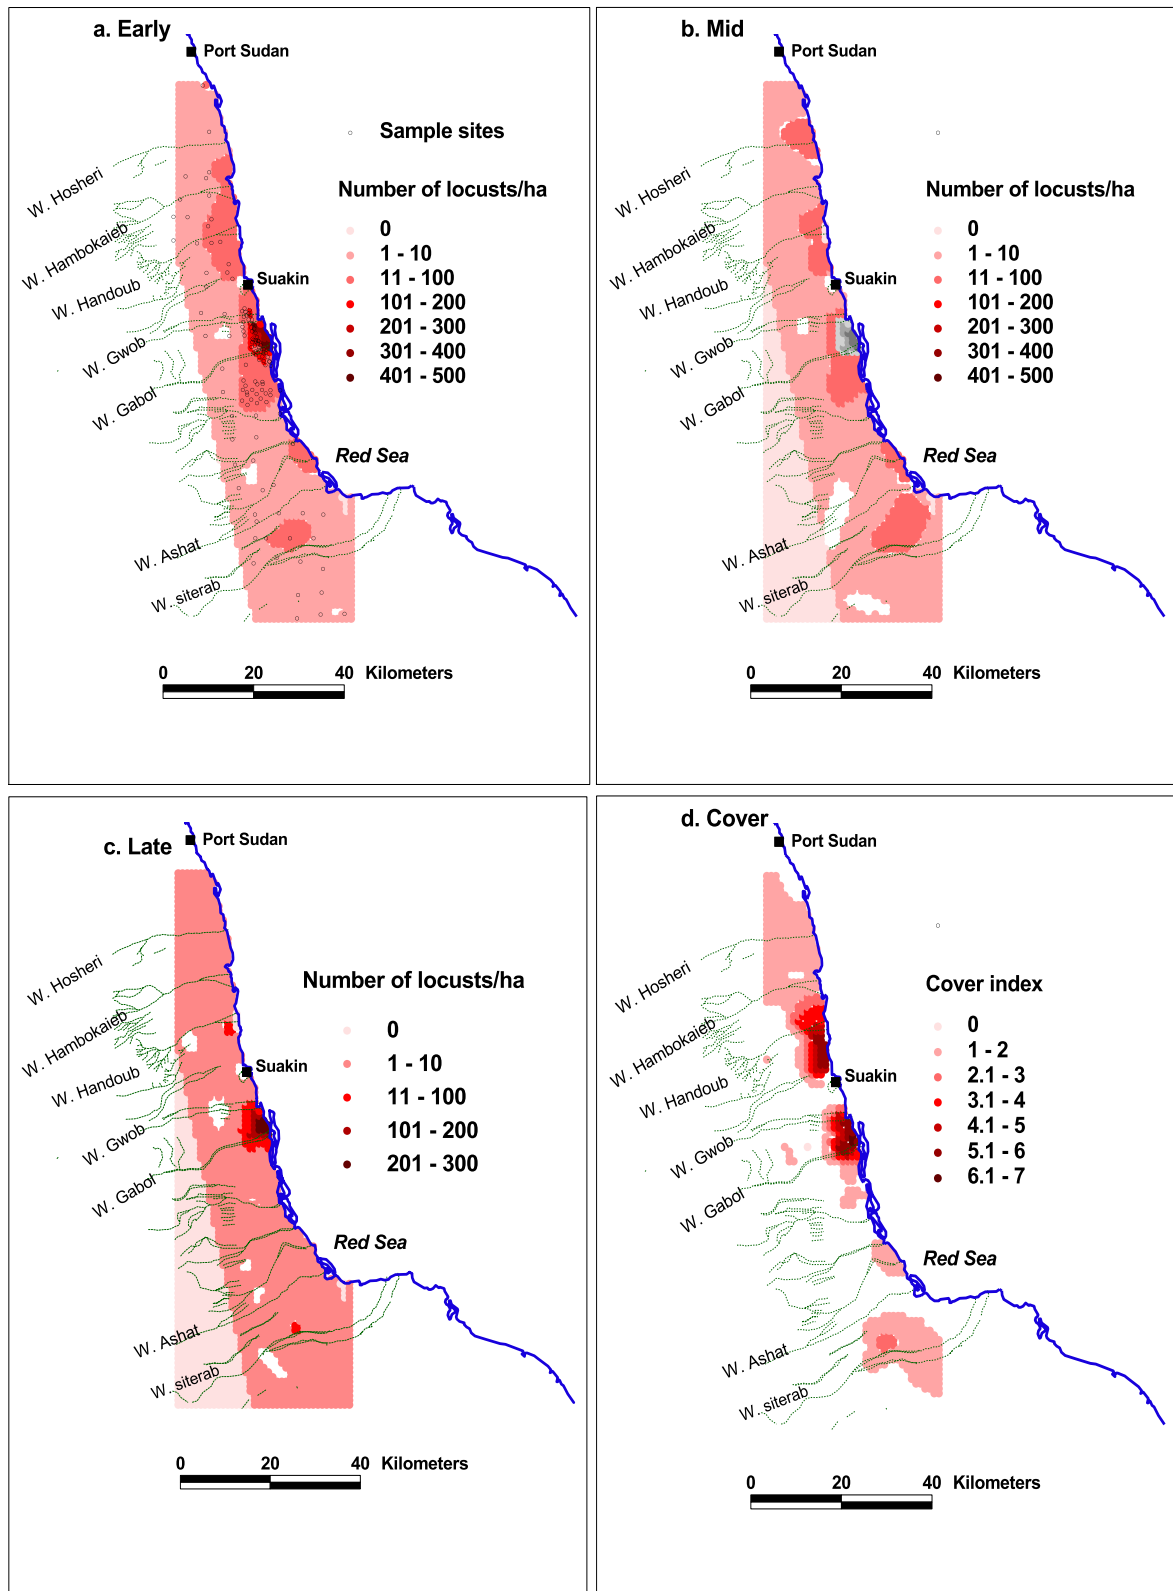 a. Early
Port Sudan
Sample sites
W. Hosheri
Number of locusts/ha
0
1 - 10
W. Hambokaieb
11 - 100
Suakin
W. Handoub
101 - 200
201 - 300
W. Gwob
301 - 400
401 - 500
W. Gabol
Red Sea
W. Ashat
W. siterab
0 20 40 Kilometers
b. Mid
Port Sudan
W. Hosheri
Number of locusts/ha
0
1 - 10
W. Hambokaieb
11 - 100
Suakin
W. Handoub
101 - 200
201 - 300
W. Gwob
301 - 400
401 - 500
W. Gabol
Red Sea
W. Ashat
W. siterab
0 20 40 Kilometers
c. Late
Port Sudan
W. Hosheri
Number of locusts/ha
0
W. Hambokaieb
1 - 10
Suakin
W. Handoub
11 - 100
W. Gwob
101 - 200
201 - 300
W. Gabol
Red Sea
W. Ashat
W. siterab
0 20 40 Kilometers
d. Cover
Port Sudan
W. Hosheri
Cover index
0
W. Hambokaieb
1 - 2
2.1 - 3
Suakin
W. Handoub
3.1 - 4
4.1 - 5
W. Gwob
5.1 - 6
6.1 - 7
W. Gabol
Red Sea
W. Ashat
W. siterab
0 20 40 Kilometers